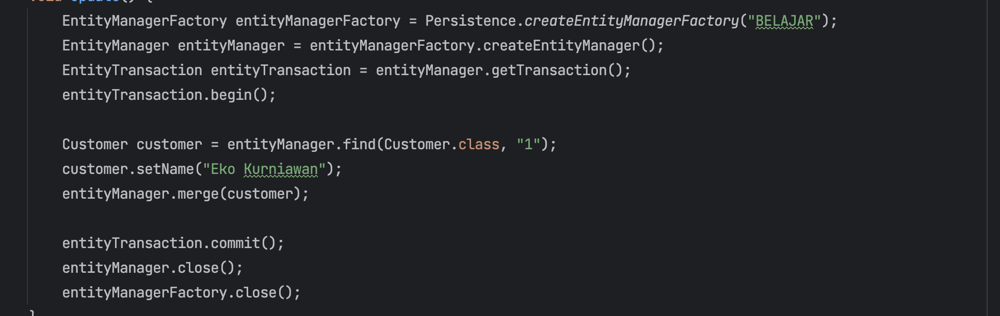 void update() {
EntityManagerFactory entityManagerFactory = Persistence.createEntityManagerFactory("BELAJAR");
EntityManager entityManager = entityManagerFactory.createEntityManager();
EntityTransaction entityTransaction = entityManager.getTransaction();
entityTransaction.begin();
Customer customer = entityManager.find(Customer.class, "1");
customer.setName("Eko Kurniawan");
entityManager.merge(customer);
entityTransaction.commit();
entityManager.close();
entityManagerFactory.close();
}